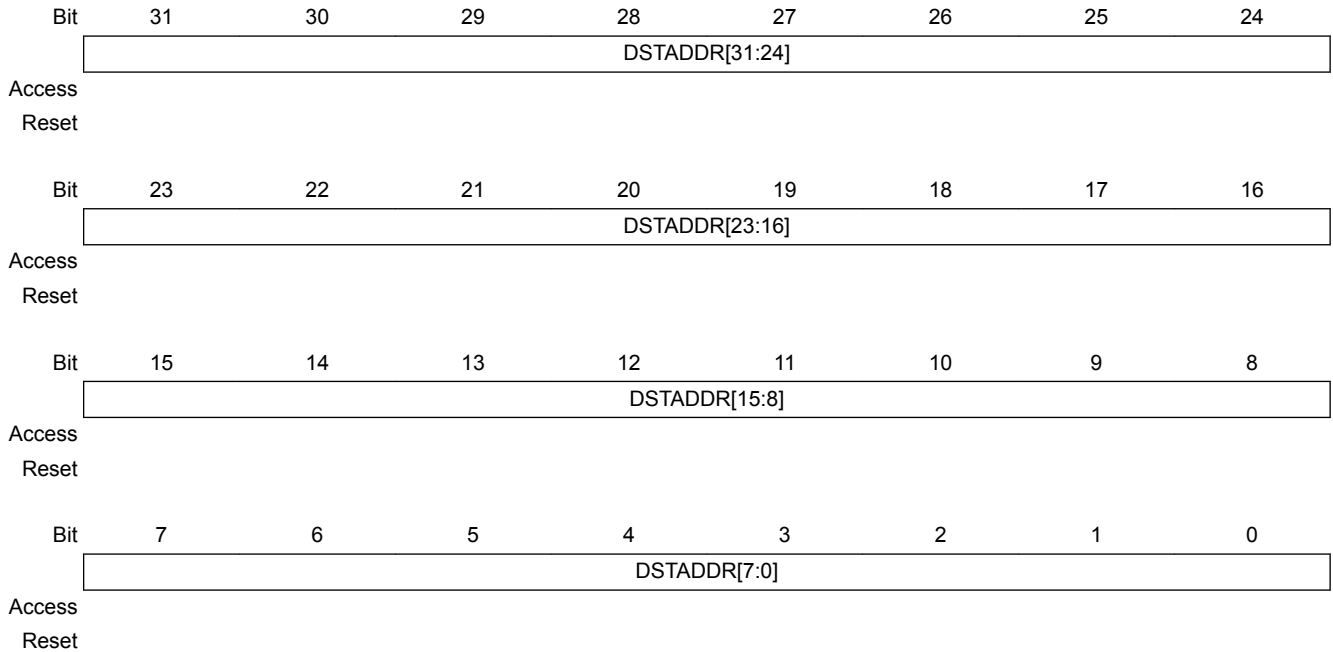 Bit 31 30 29 28 27 26 25 24
DSTADDR[31:24]
Access
Reset
Bit 23 22 21 20 19 18 17 16
DSTADDR[23:16]
Access
Reset
Bit 15 14 13 12 11 10 9 8
DSTADDR[15:8]
Access
Reset
Bit 7 6 5 4 3 2 1 0
DSTADDR[7:0]
Access
Reset